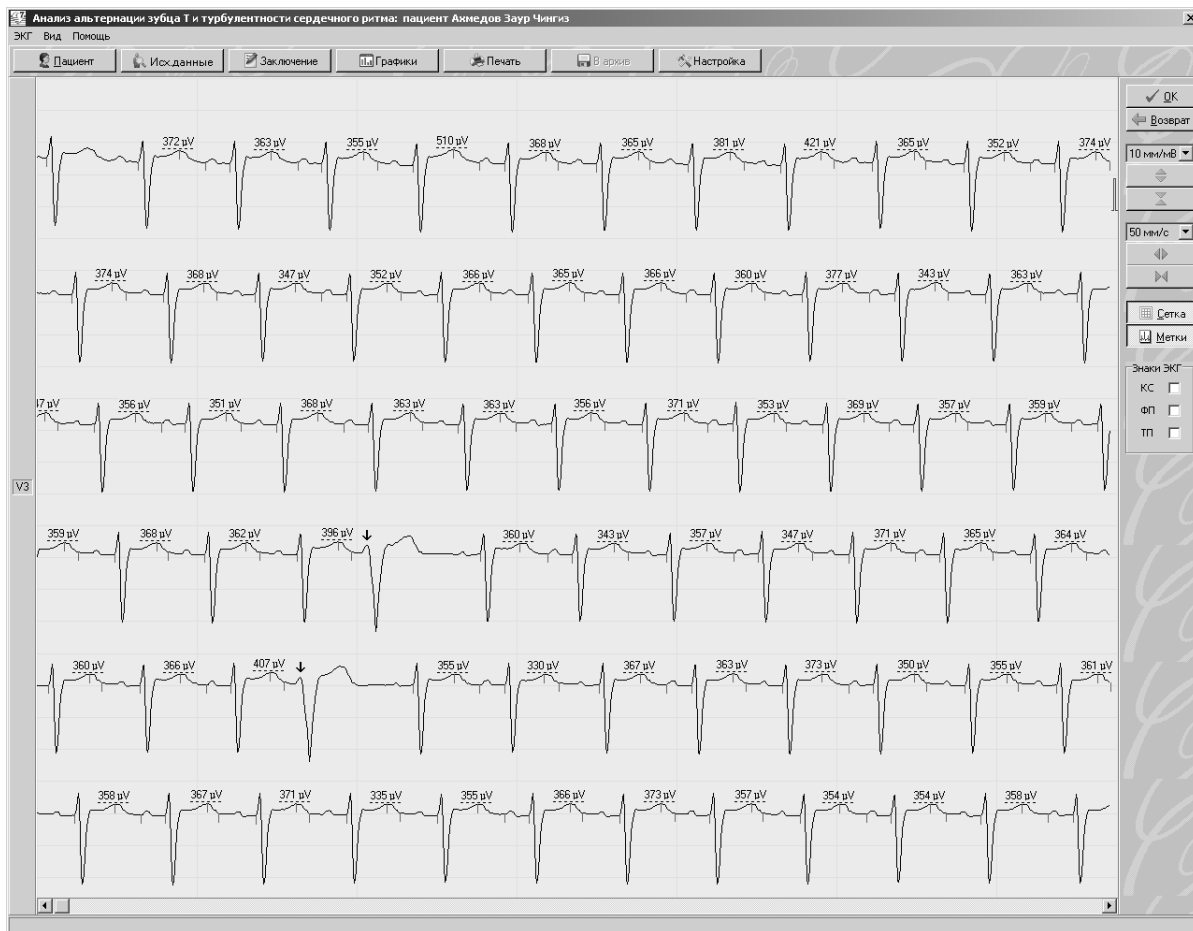 Анализ альтернации зубца Т и турбулентности сердечного ритма: пациент Ахмедов Заур Чингиз
ЭКГ Вид Помощь
Пациент Исх.данные Заключение Графики Печать В архив Настройка
OK
Возврат
10 мм/мВ
50 мм/с
Сетка
Метки
Знаки ЭКГ
КС
ФП
ТП
372 μV 363 μV 355 μV 510 μV 368 μV 365 μV 381 μV 421 μV 365 μV 352 μV 374 μV
374 μV 368 μV 347 μV 352 μV 366 μV 365 μV 366 μV 360 μV 377 μV 343 μV 363 μV
47 μV 356 μV 351 μV 368 μV 363 μV 363 μV 356 μV 371 μV 353 μV 369 μV 357 μV 359 μV
V3
359 μV 368 μV 362 μV 396 μV 360 μV 343 μV 357 μV 347 μV 371 μV 365 μV 364 μV
360 μV 366 μV 407 μV 355 μV 330 μV 367 μV 363 μV 373 μV 350 μV 355 μV 361 μV
358 μV 367 μV 371 μV 335 μV 355 μV 366 μV 373 μV 357 μV 354 μV 354 μV 358 μV